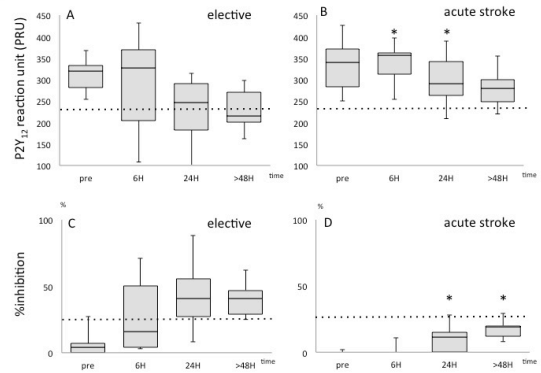 A elective
B acute stroke
P2Y12 reaction unit (PRU)
450
400
350
300
250
200
150
100
pre 6H 24H >48H time
450
400
350
300
250
200
150
100
* *
pre 6H 24H >48H time
%
C elective
%inhibition
100
50
0
pre 6H 24H >48H time
%
D acute stroke
100
50
0
* *
pre 6H 24H >48H time